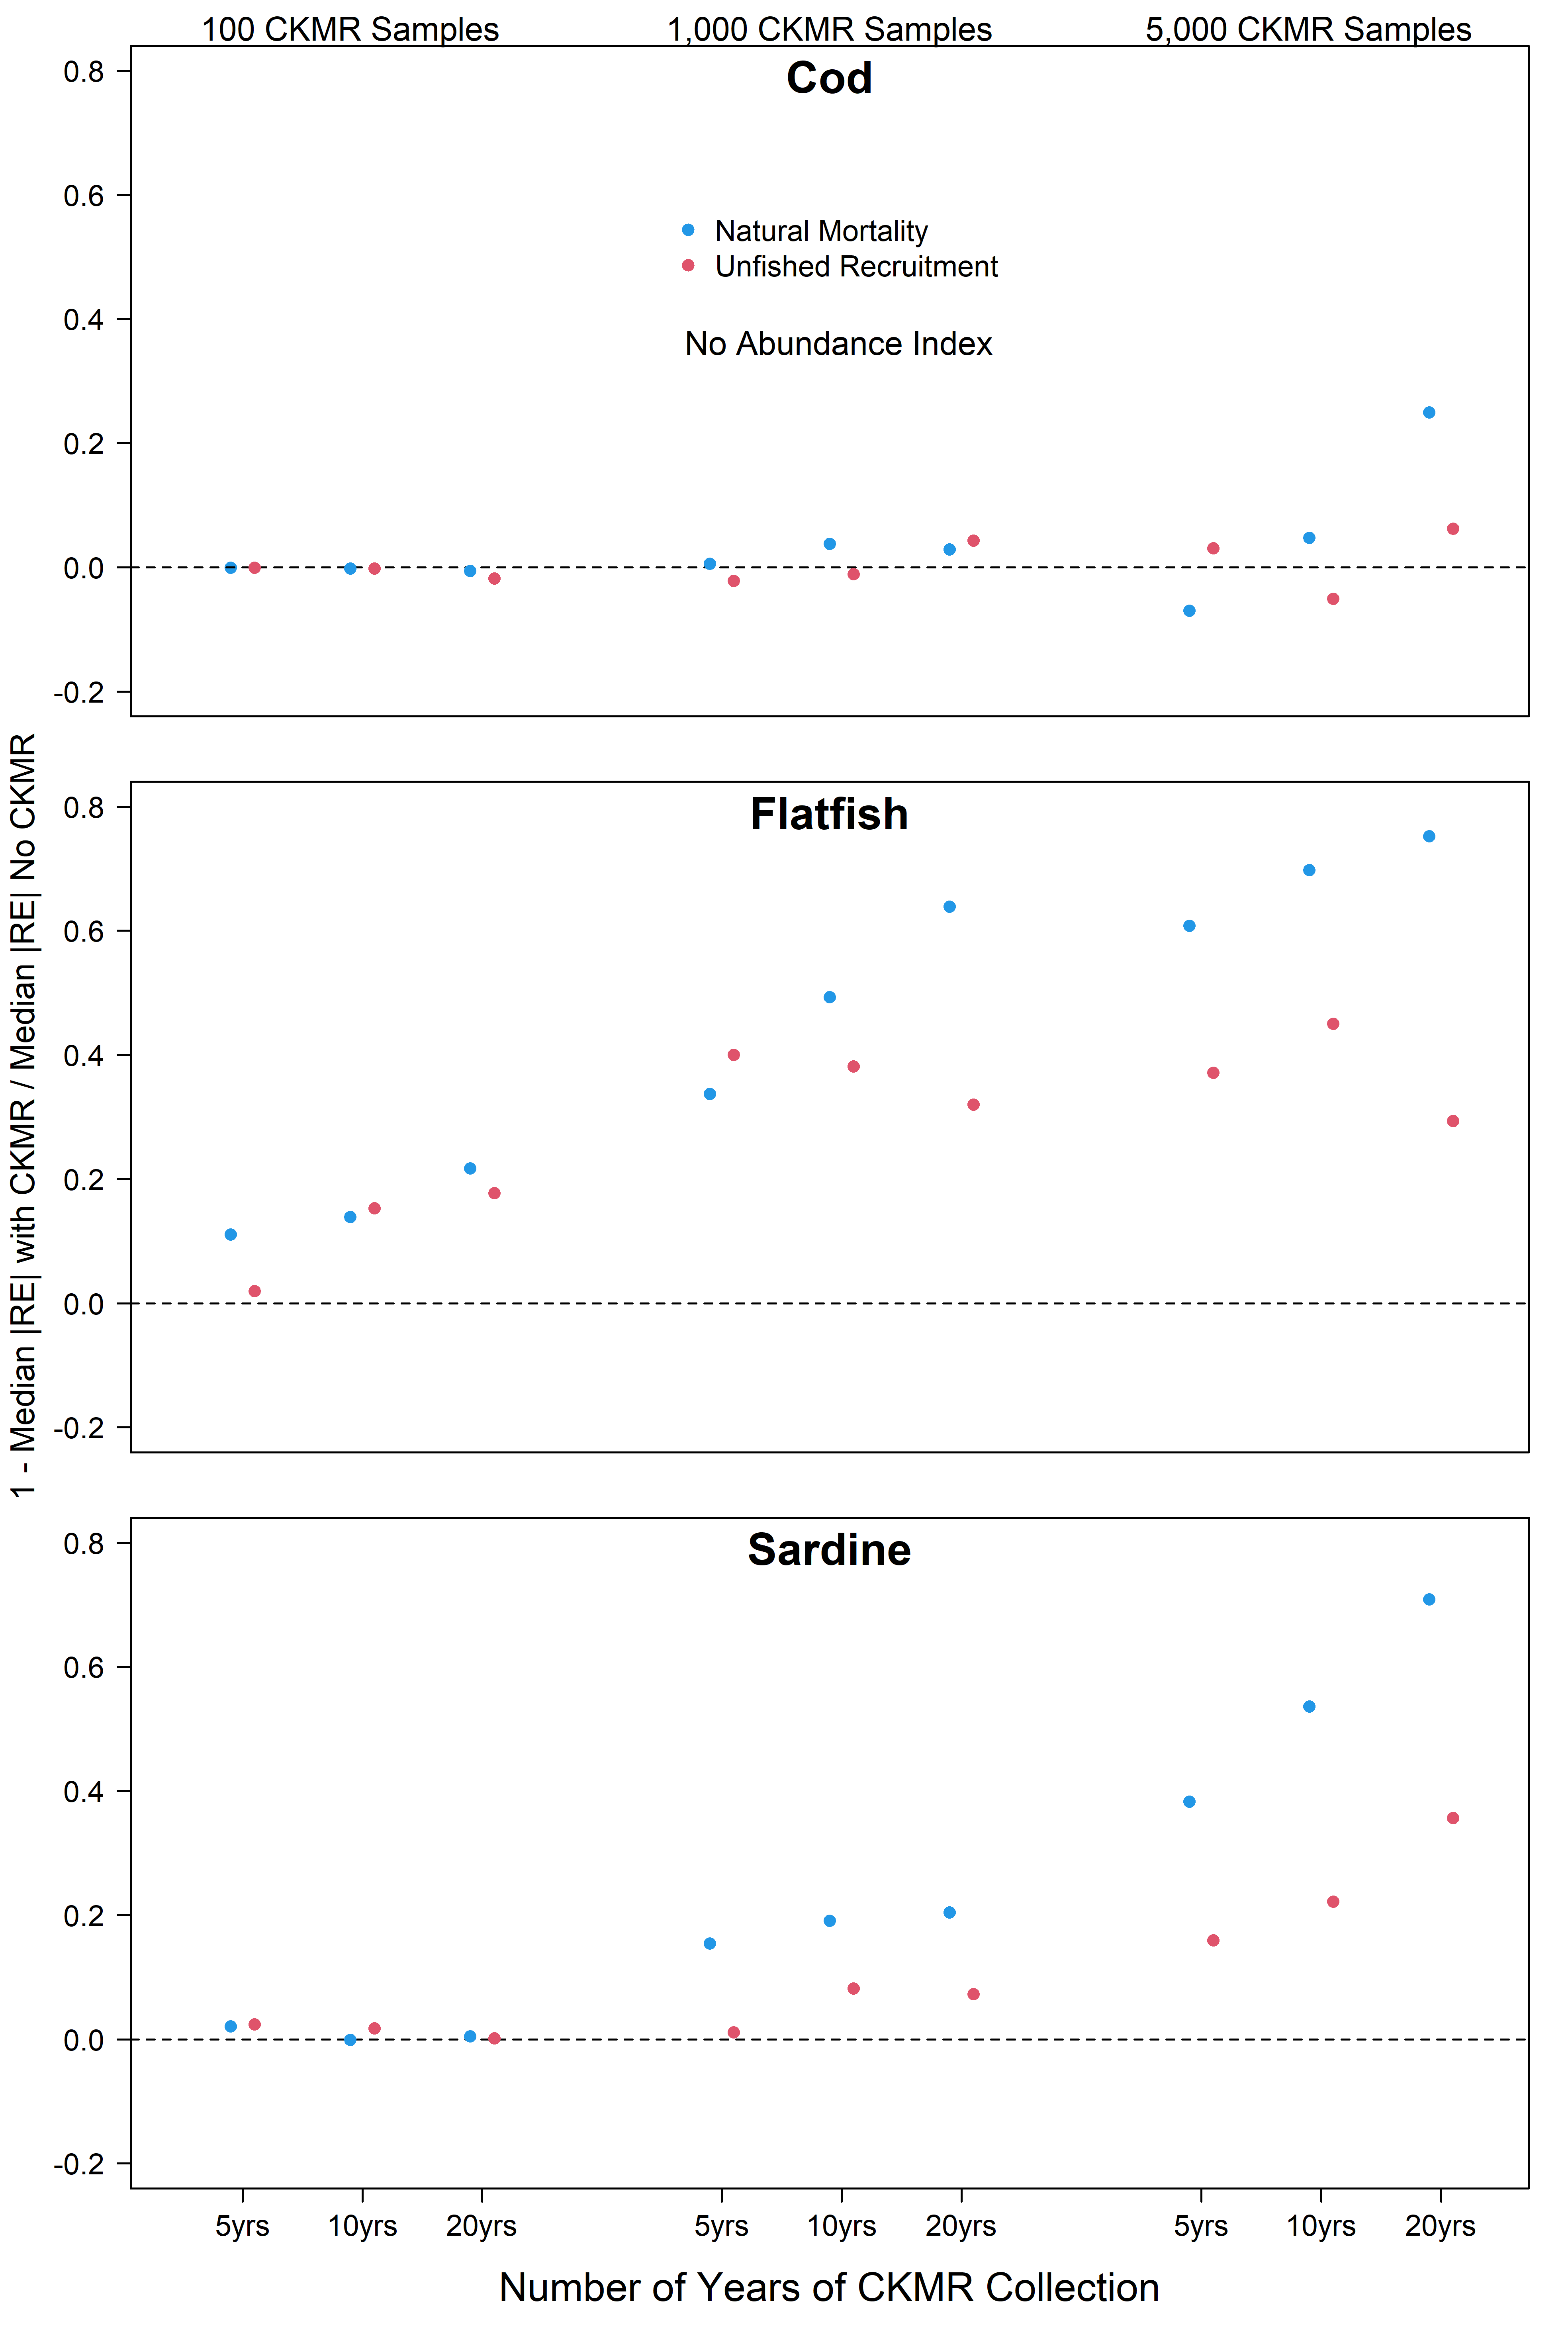 100 CKMR Samples 1,000 CKMR Samples 5,000 CKMR Samples
Cod
0.8
0.6
0.4
0.2
0.0
-0.2
Natural Mortality
Unfished Recruitment
No Abundance Index
1 - Median |RE| with CKMR / Median |RE| No CKMR
Flatfish
0.8
0.6
0.4
0.2
0.0
-0.2
Sardine
0.8
0.6
0.4
0.2
0.0
-0.2
5yrs 10yrs 20yrs 5yrs 10yrs 20yrs 5yrs 10yrs 20yrs
Number of Years of CKMR Collection